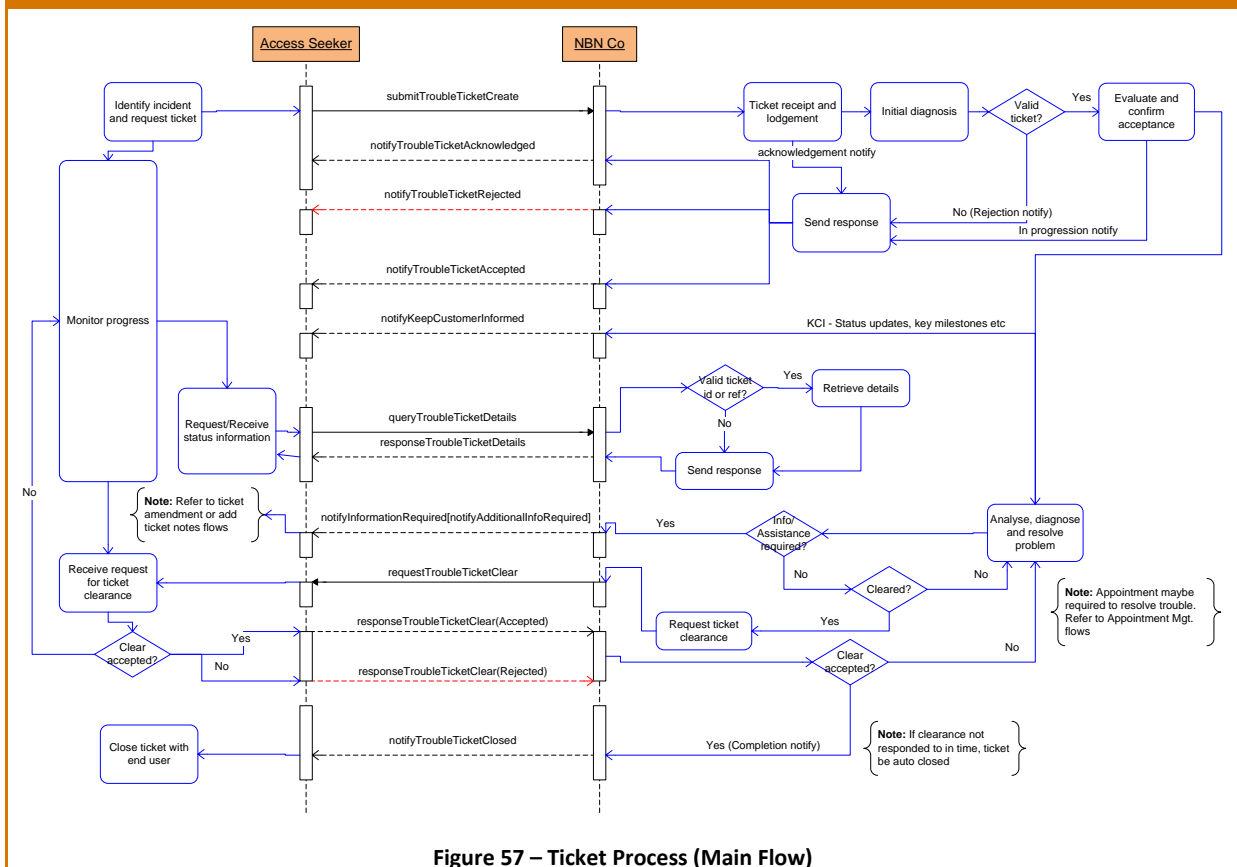 Access Seeker
NBN Co
Identify incident
and request ticket
submitTroubleTicketCreate
Ticket receipt and
lodgement
Initial diagnosis
Valid
ticket?
Yes
Evaluate and
confirm
acceptance
notifyTroubleTicketAcknowledged
acknowledgement notify
notifyTroubleTicketRejected
Send response
No (Rejection notify)
In progression notify
notifyTroubleTicketAccepted
Monitor progress
notifyKeepCustomerInformed
KCI - Status updates, key milestones etc
Valid ticket
id or ref?
Yes
Retrieve details
Request/Receive
status information
queryTroubleTicketDetails
No
responseTroubleTicketDetails
Send response
No
Note: Refer to ticket
amendment or add
ticket notes flows
notifyInformationRequired[notifyAdditionalInfoRequired]
Yes
Info/
Assistance
required?
Analyse, diagnose
and resolve
problem
Receive request
for ticket
clearance
requestTroubleTicketClear
No
Cleared?
No
Note: Appointment maybe
required to resolve trouble.
Refer to Appointment Mgt.
flows
Request ticket
clearance
Yes
Clear
accepted?
Yes
No
responseTroubleTicketClear(Accepted)
responseTroubleTicketClear(Rejected)
Clear
accepted?
No
Close ticket with
end user
notifyTroubleTicketClosed
Yes (Completion notify)
Note: If clearance not
responded to in time, ticket
be auto closed
Figure 57 – Ticket Process (Main Flow)